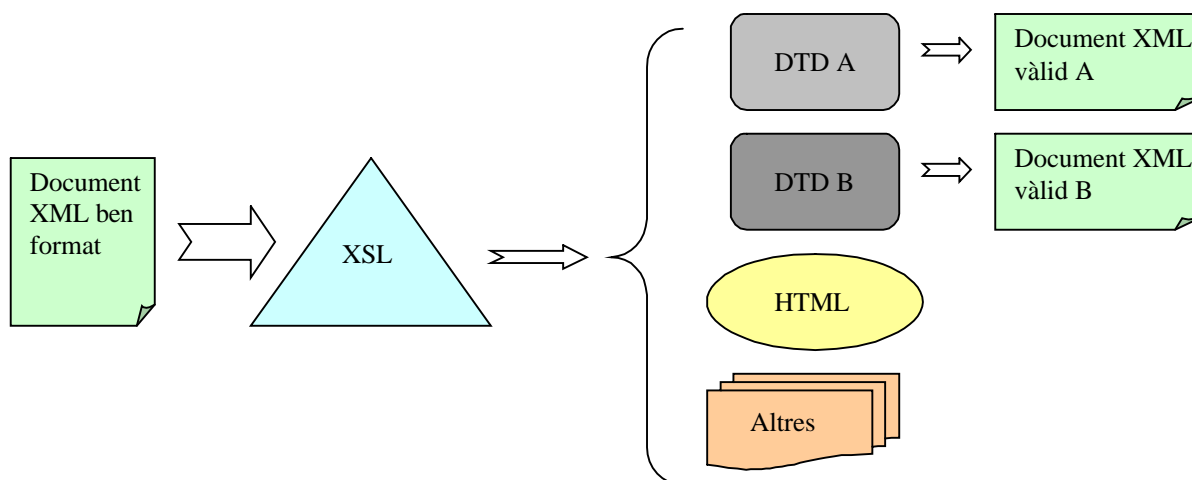 Document
XML ben
format
XSL
DTD A
Document XML
vàlid A
DTD B
Document XML
vàlid B
HTML
Altres